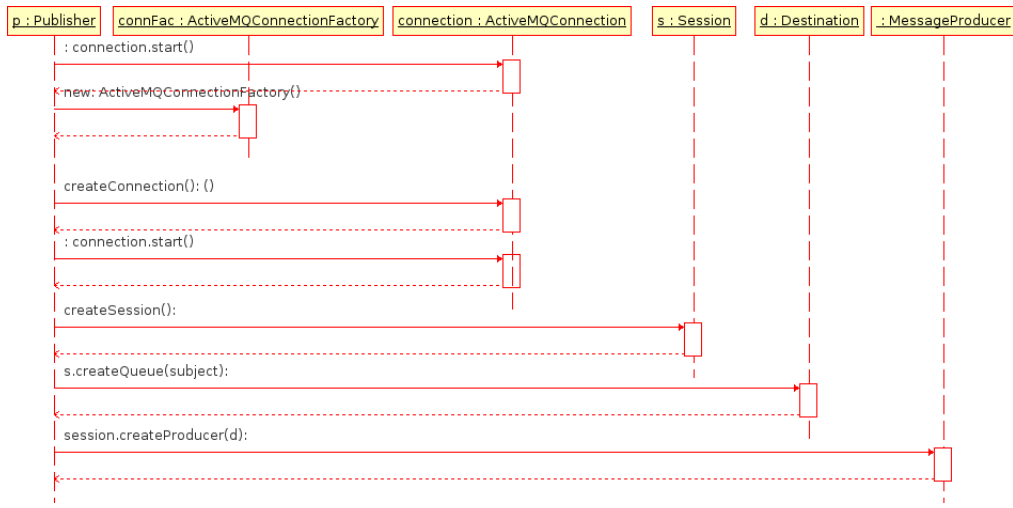 p : Publisher
connFac : ActiveMQConnectionFactory
connection : ActiveMQConnection
s : Session
d : Destination
_ : MessageProducer
: connection.start()
new: ActiveMQConnectionFactory()
createConnection(): ()
: connection.start()
createSession():
s.createQueue(subject):
session.createProducer(d):